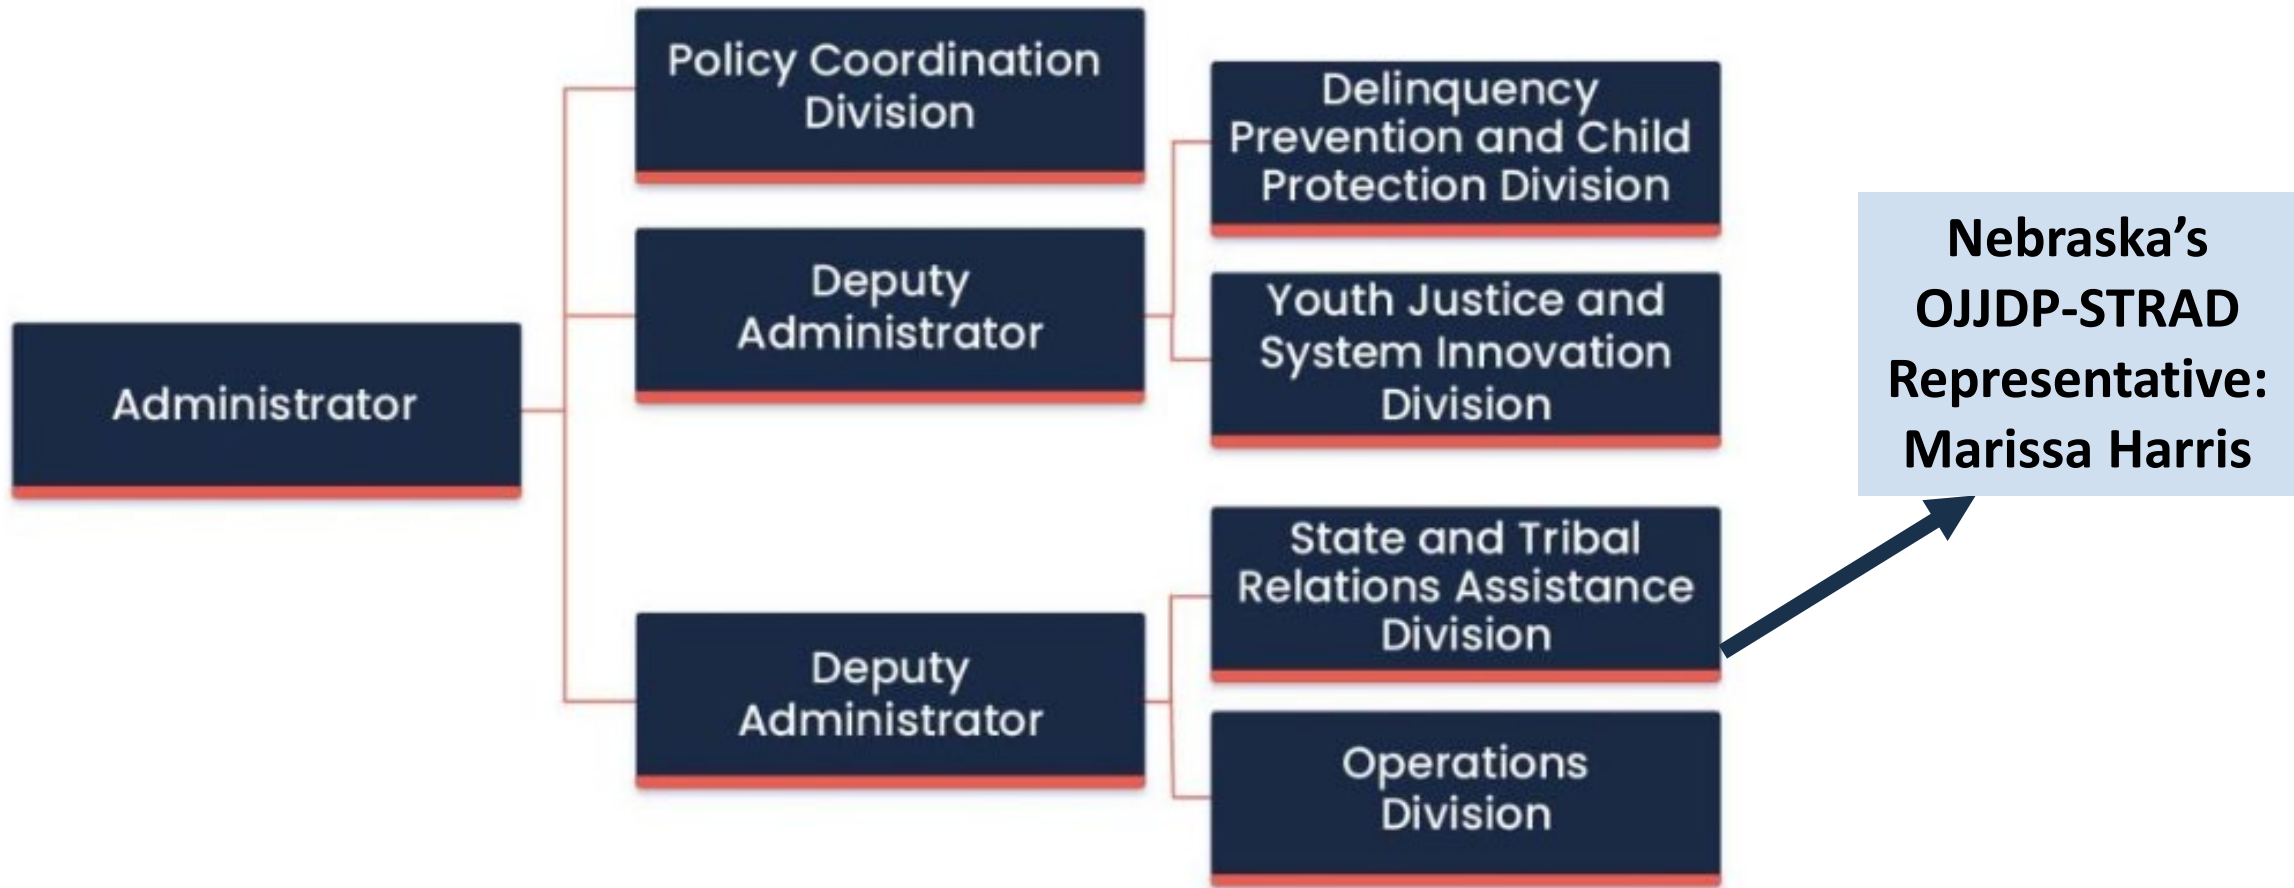 Administrator
Policy Coordination
Division
Deputy
Administrator
Delinquency
Prevention and Child
Protection Division
Youth Justice and
System Innovation
Division
Deputy
Administrator
State and Tribal
Relations Assistance
Division
Operations
Division
Nebraska’s
OJJDP-STRAD
Representative:
Marissa Harris